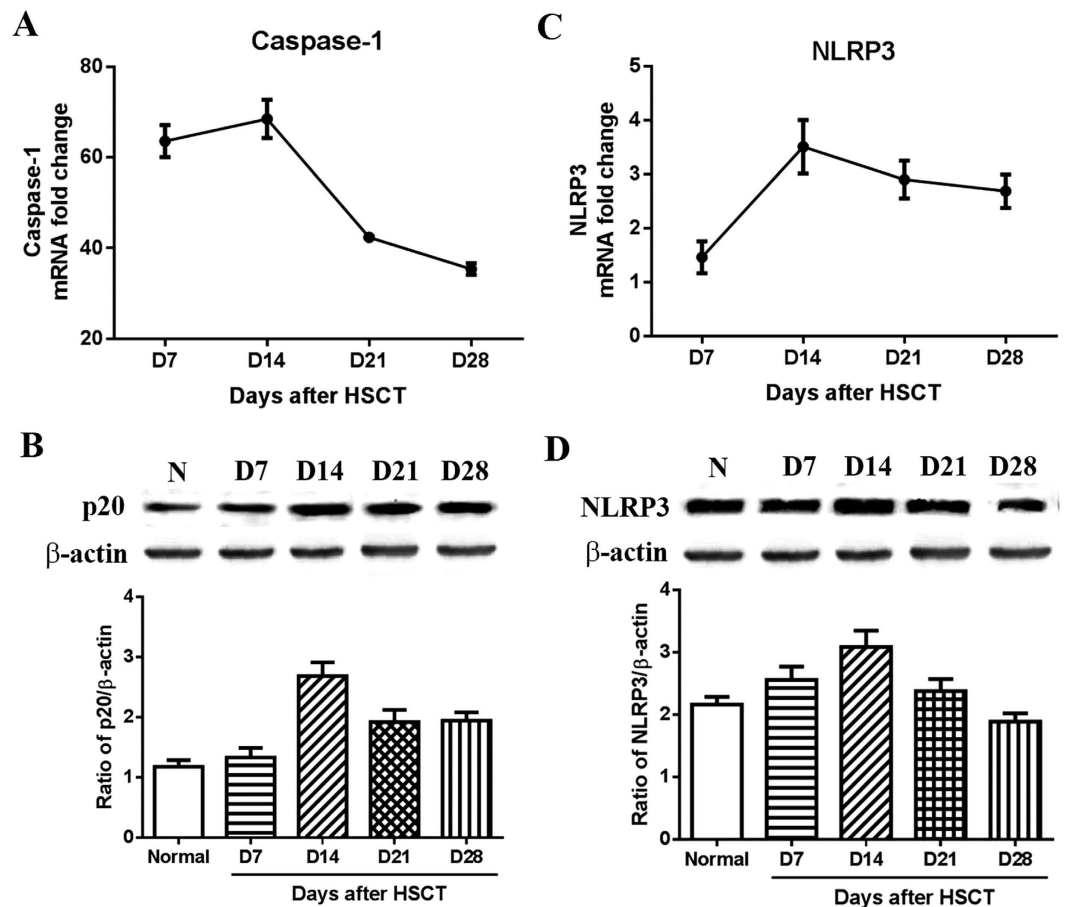 A
Caspase-1
Caspase-1
mRNA fold change
80
60
40
20
D7 D14 D21 D28
Days after HSCT
C
NLRP3
NLRP3
mRNA fold change
5
4
3
2
1
0
D7 D14 D21 D28
Days after HSCT
B
N D7 D14 D21 D28
p20
β-actin
Ratio of p20/β-actin
4
3
2
1
0
Normal D7 D14 D21 D28
Days after HSCT
D
N D7 D14 D21 D28
NLRP3
β-actin
Ratio of NLRP3/β-actin
4
3
2
1
0
Normal D7 D14 D21 D28
Days after HSCT